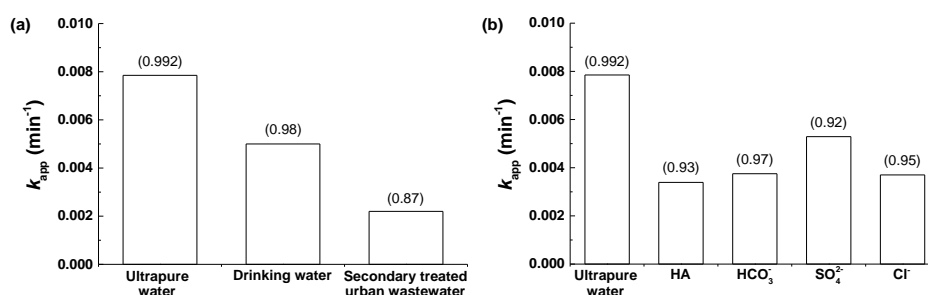 (a)
0.010
0.008
0.006
0.004
0.002
0.000
k_app (min⁻¹)
(0.992)
(0.98)
(0.87)
Ultrapure
water
Drinking water
Secondary treated
urban wastewater
(b)
0.010
0.008
0.006
0.004
0.002
0.000
k_app (min⁻¹)
(0.992)
(0.93)
(0.97)
(0.92)
(0.95)
Ultrapure
water
HA
HCO₃⁻
SO₄²⁻
Cl⁻